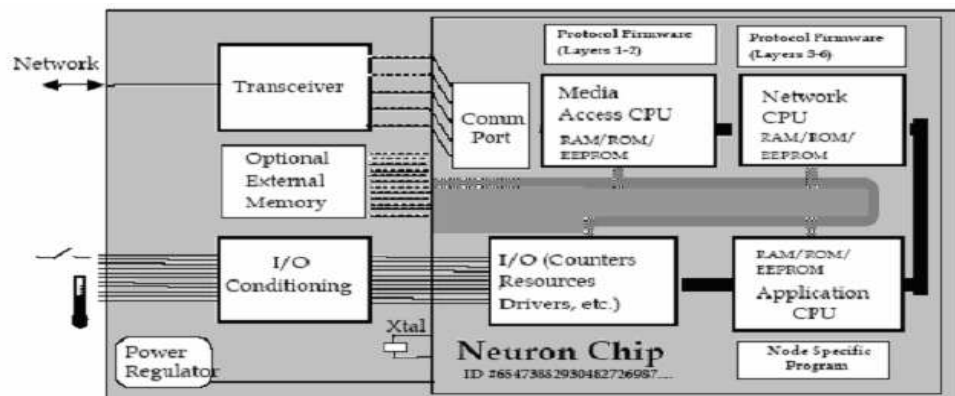 Network
Transceiver
Optional
External
Memory
I/O
Conditioning
Power
Regulator
Xtal
Comm
Port
Protocol Firmware
(Layers 1-2)
Media
Access CPU
RAM/ROM/
EEPROM
Protocol Firmware
(Layers 3-6)
Network
CPU
RAM/ROM/
EEPROM
I/O (Counters
Resources
Drivers, etc.)
RAM/ROM/
EEPROM
Application
CPU
Neuron Chip
ID #65473882930482726987....
Node Specific
Program